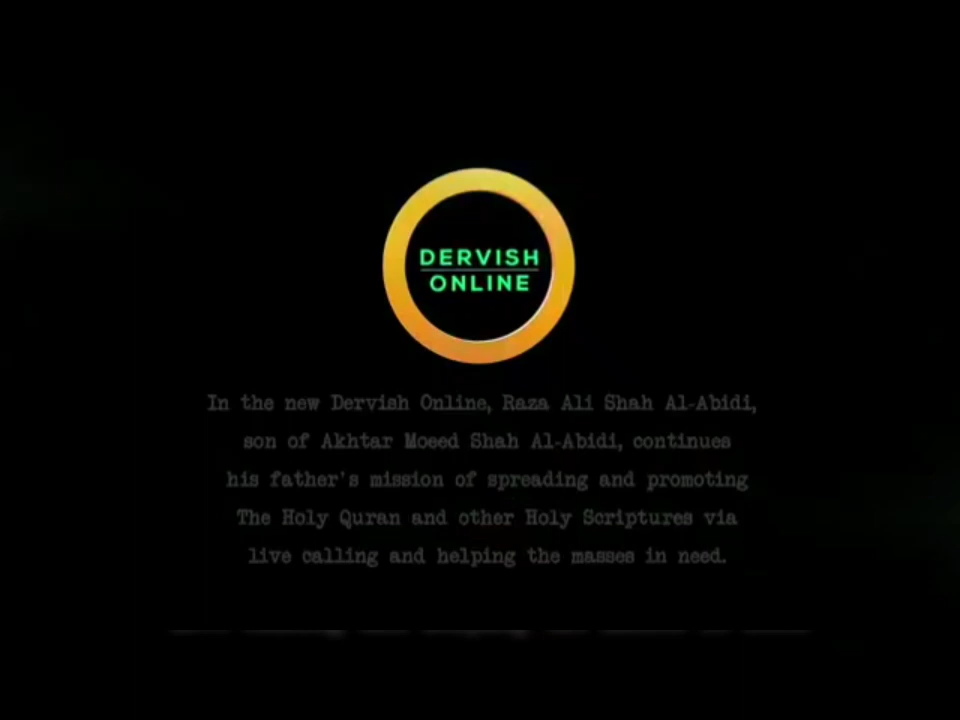 DERVISH
ONLINE
In the new Dervish Online, Raza Ali Shah Al-Abidi,
son of Akhtar Moeed Shah Al-Abidi, continues
his father's mission of spreading and promoting
The Holy Quran and other Holy Scriptures via
live calling and helping the masses in need.